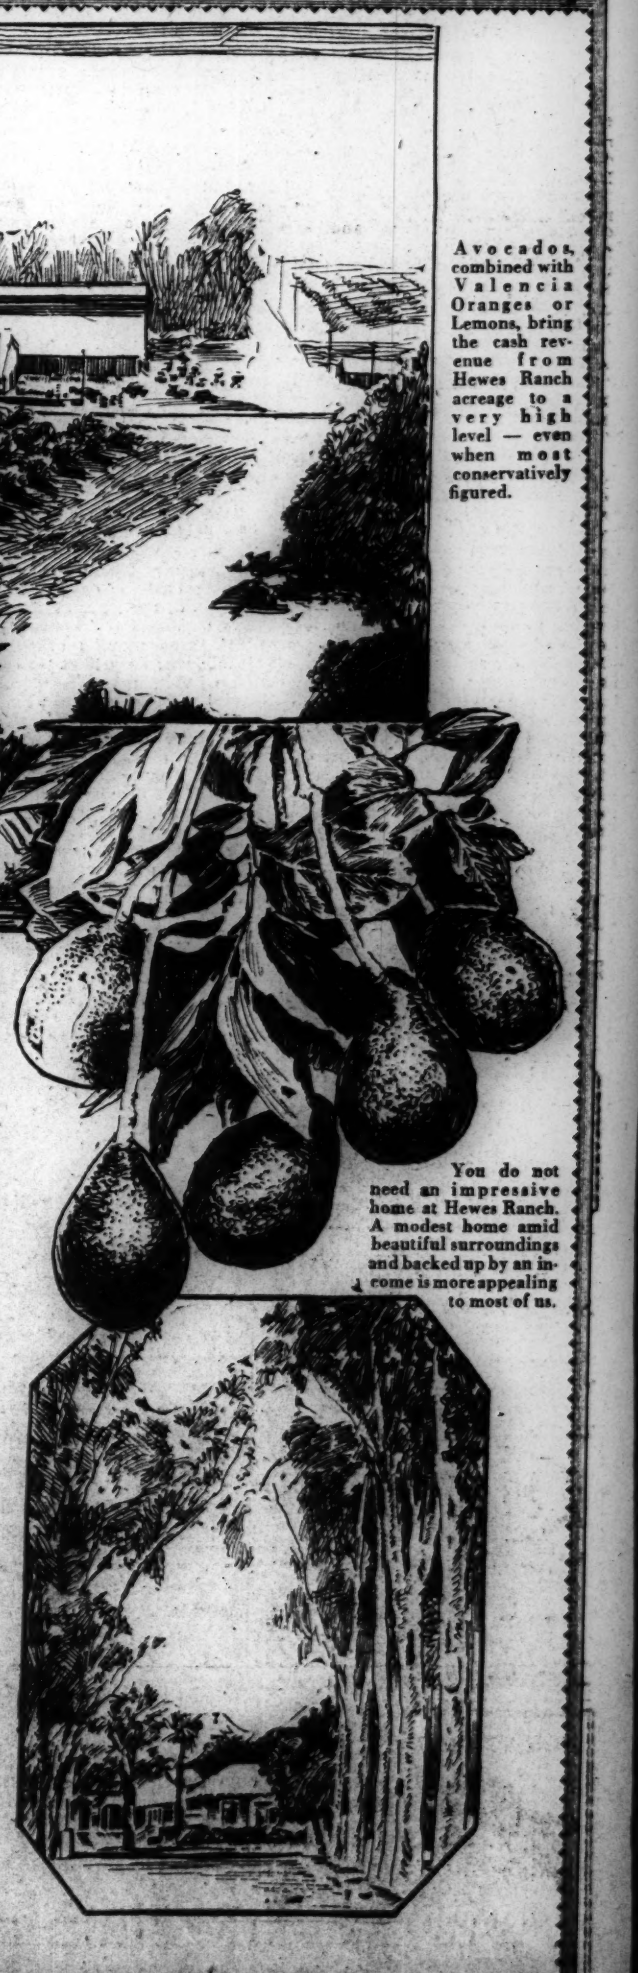 Avocados,
combined with
Valencia
Oranges or
Lemons, bring
the cash rev-
enue from
Hewes Ranch
acreage to a
very high
level — even
when most
conservatively
figured.
You do not
need an impressive
home at Hewes Ranch.
A modest home amid
beautiful surroundings
and backed up by an in-
come is more appealing
to most of us.